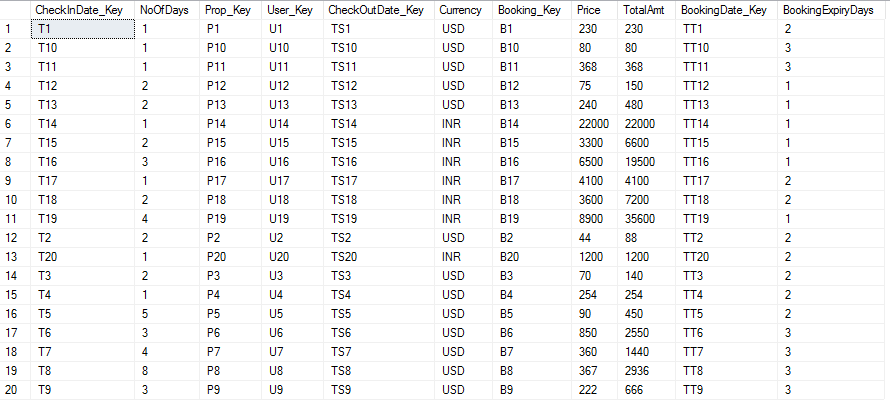 CheckInDate_Key NoOfDays Prop_Key User_Key CheckOutDate_Key Currency Booking_Key Price TotalAmt BookingDate_Key BookingExpiryDays
1 T1 1 P1 U1 TS1 USD B1 230 230 TT1 2
2 T10 1 P10 U10 TS10 USD B10 80 80 TT10 3
3 T11 1 P11 U11 TS11 USD B11 368 368 TT11 3
4 T12 2 P12 U12 TS12 USD B12 75 150 TT12 1
5 T13 2 P13 U13 TS13 USD B13 240 480 TT13 1
6 T14 1 P14 U14 TS14 INR B14 22000 22000 TT14 1
7 T15 2 P15 U15 TS15 INR B15 3300 6600 TT15 1
8 T16 3 P16 U16 TS16 INR B16 6500 19500 TT16 1
9 T17 1 P17 U17 TS17 INR B17 4100 4100 TT17 2
10 T18 2 P18 U18 TS18 INR B18 3600 7200 TT18 2
11 T19 4 P19 U19 TS19 INR B19 8900 35600 TT19 1
12 T2 2 P2 U2 TS2 USD B2 44 88 TT2 2
13 T20 1 P20 U20 TS20 INR B20 1200 1200 TT20 2
14 T3 2 P3 U3 TS3 USD B3 70 140 TT3 2
15 T4 1 P4 U4 TS4 USD B4 254 254 TT4 2
16 T5 5 P5 U5 TS5 USD B5 90 450 TT5 2
17 T6 3 P6 U6 TS6 USD B6 850 2550 TT6 3
18 T7 4 P7 U7 TS7 USD B7 360 1440 TT7 3
19 T8 8 P8 U8 TS8 USD B8 367 2936 TT8 3
20 T9 3 P9 U9 TS9 USD B9 222 666 TT9 3